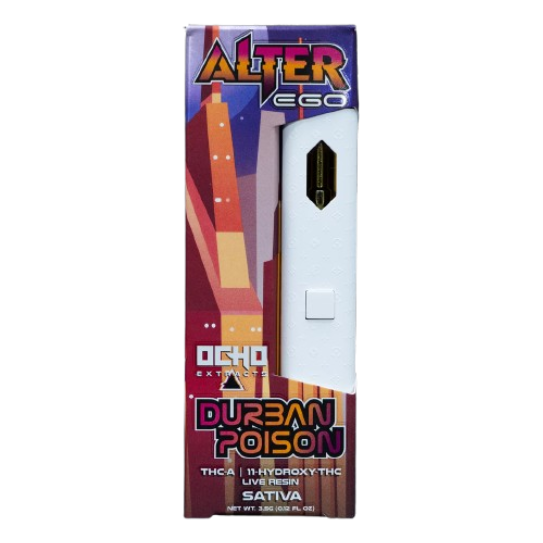 ALTER
EGO
OCHO
EXTRACTS
DURBAN
POISON
THC-A | 11-HYDROXY-THC
LIVE RESIN
SATIVA
NET WT. 3.5G (0.12 FL OZ)